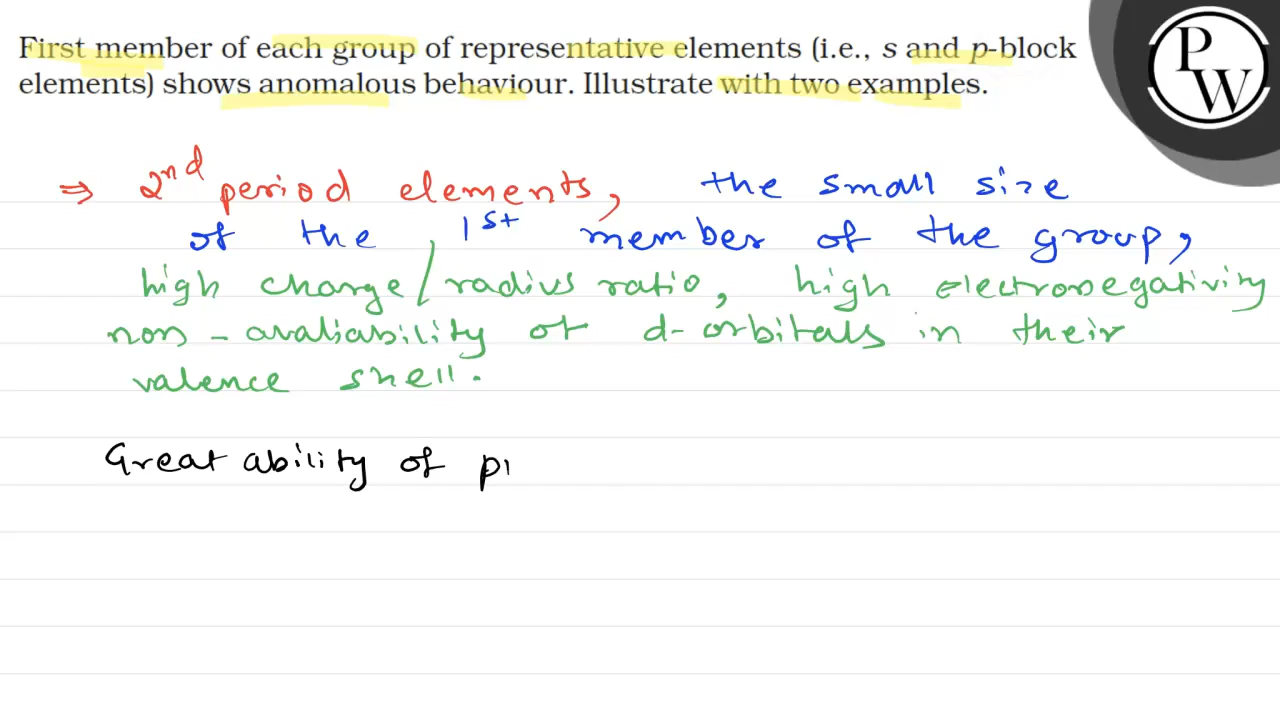 First member of each group of representative elements (i.e., s and p-block
elements) shows anomalous behaviour. Illustrate with two examples.
PW
⇒ 2nd period elements, the small size
of the 1st member of the group,
high charge/radius ratio, high electronegativity
non-avaliability of d-orbitals in their
valence shell.
Great ability of